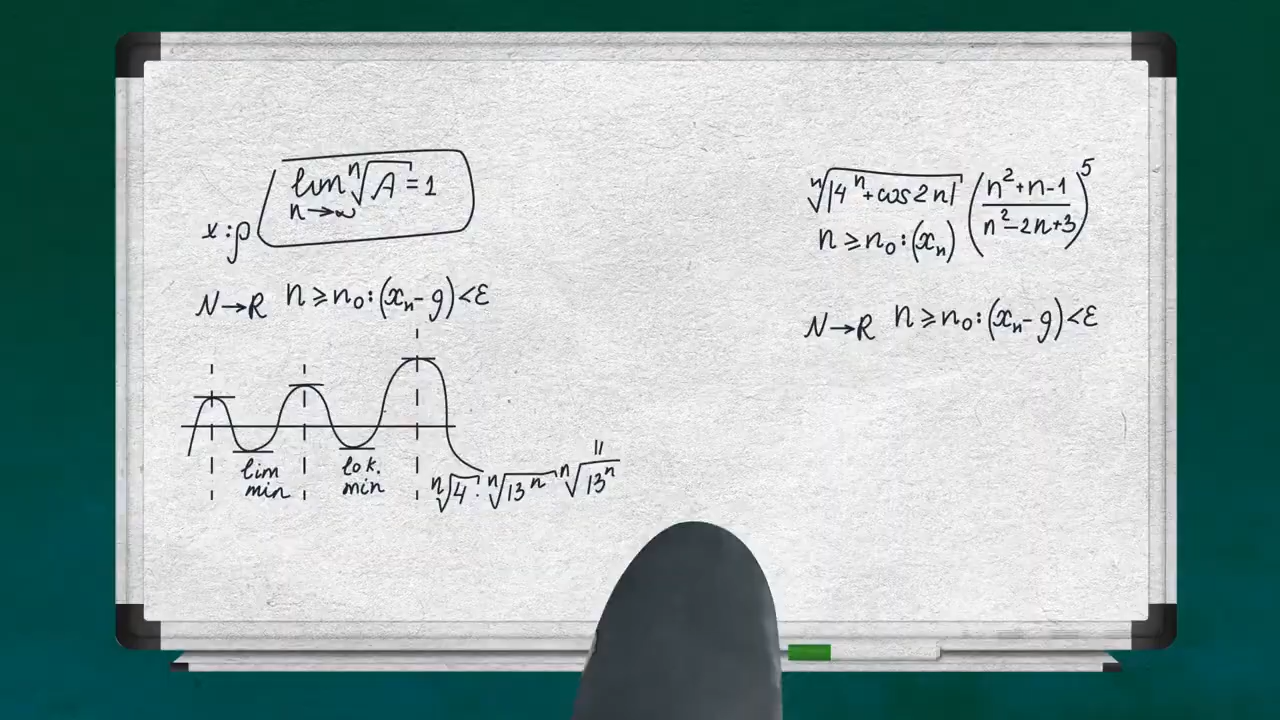 lim ⁿ√A = 1
n→∞
x:p
N→R n ≥ n₀: (xₙ - g) < ε
lim min
lok. min
ⁿ√4 · ⁿ√13ⁿ ⁿ√13ⁿ
ⁿ√|4ⁿ + cos 2n| ((n² + n - 1)/(n² - 2n + 3))⁵
n ≥ n₀: (xₙ)
N→R n ≥ n₀: (xₙ - g) < ε